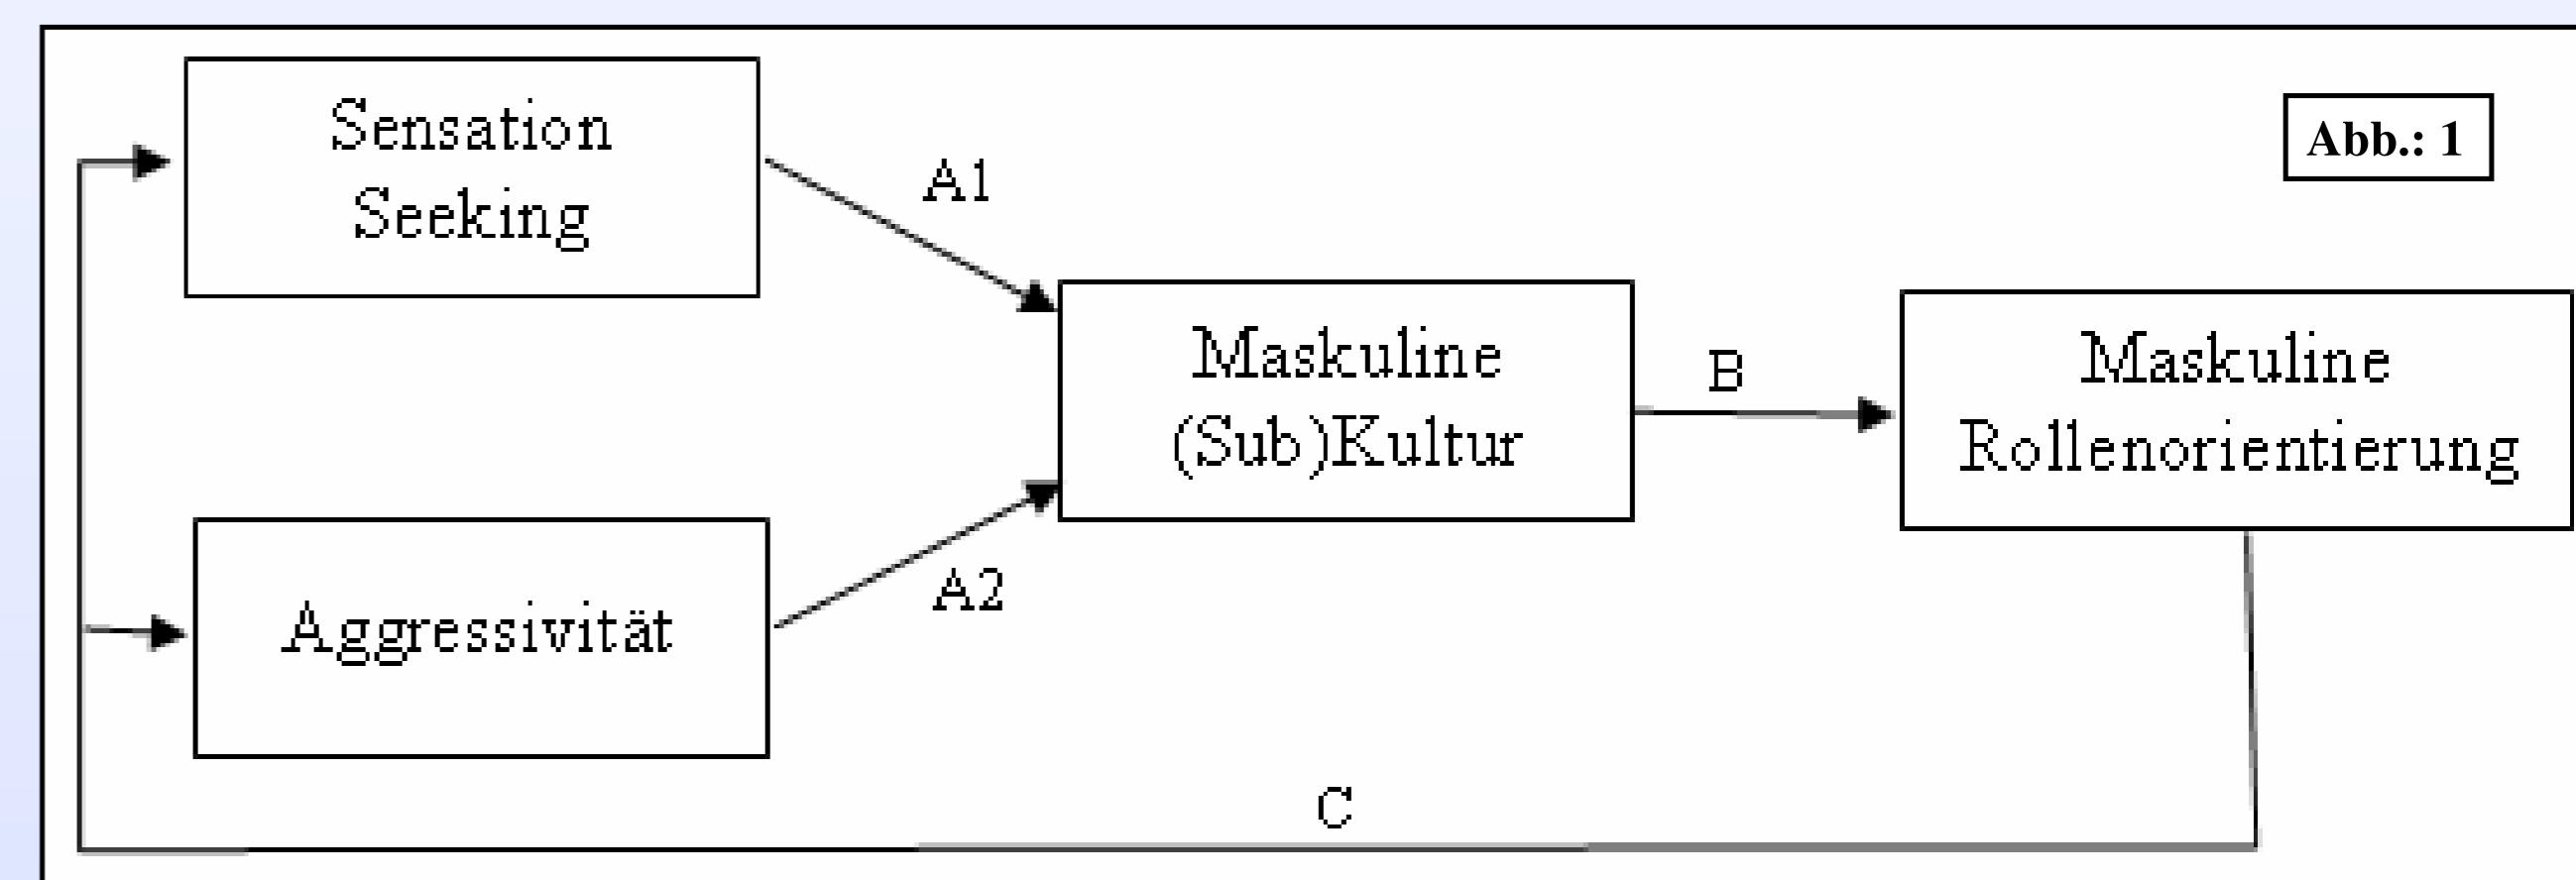 Sensation
Seeking
Abb.: 1
A1
Maskuline
(Sub)Kultur
B
Maskuline
Rollenorientierung
A2
Aggressivität
C